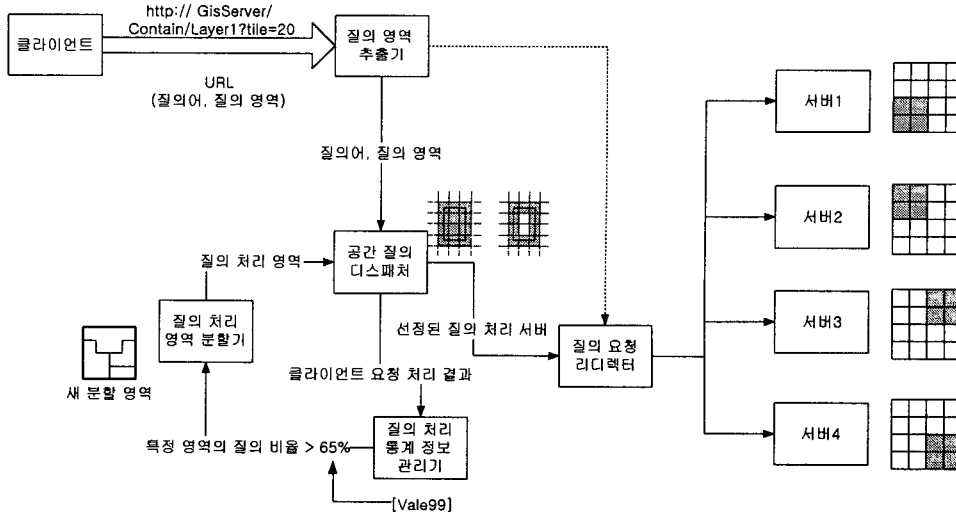 http:// GisServer/
Contain/Layer1?tile=20
클라이언트
질의 영역
추출기
URL
(질의어, 질의 영역)
질의어, 질의 영역
서버1
서버2
서버3
서버4
공간 질의
디스패처
질의 처리 영역
질의 처리
영역 분할기
새 분할 영역
선정된 질의 처리 서버
질의 요청
리디렉터
클라이언트 요청 처리 결과
특정 영역의 질의 비율 > 65%
질의 처리
통계 정보
관리기
[Vale99]